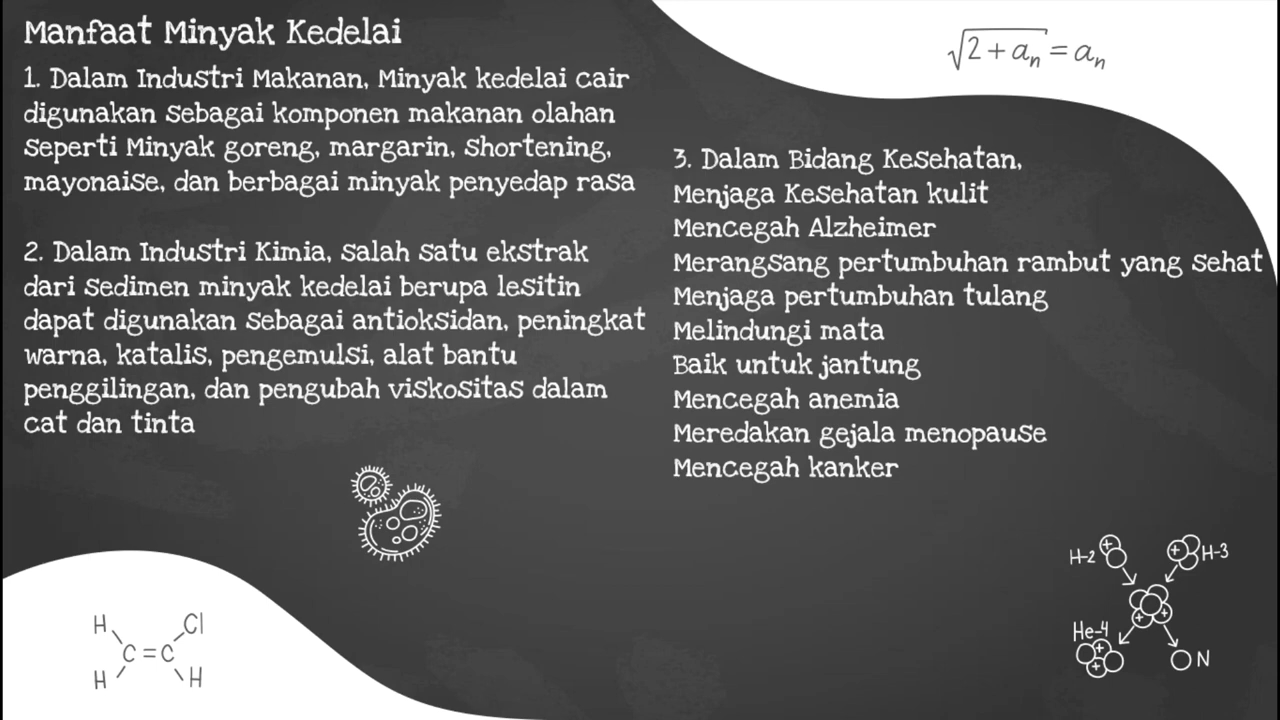 Manfaat Minyak Kedelai
1. Dalam Industri Makanan, Minyak kedelai cair
digunakan sebagai komponen makanan olahan
seperti Minyak goreng, margarin, shortening,
mayonaise, dan berbagai minyak penyedap rasa
2. Dalam Industri Kimia, salah satu ekstrak
dari sedimen minyak kedelai berupa lesitin
dapat digunakan sebagai antioksidan, peningkat
warna, katalis, pengemulsi, alat bantu
penggilingan, dan pengubah viskositas dalam
cat dan tinta
√2 + aₙ = aₙ
3. Dalam Bidang Kesehatan,
Menjaga Kesehatan kulit
Mencegah Alzheimer
Merangsang pertumbuhan rambut yang sehat
Menjaga pertumbuhan tulang
Melindungi mata
Baik untuk jantung
Mencegah anemia
Meredakan gejala menopause
Mencegah kanker
H Cl
C = C
H H
H-2 H-3
He-4
N